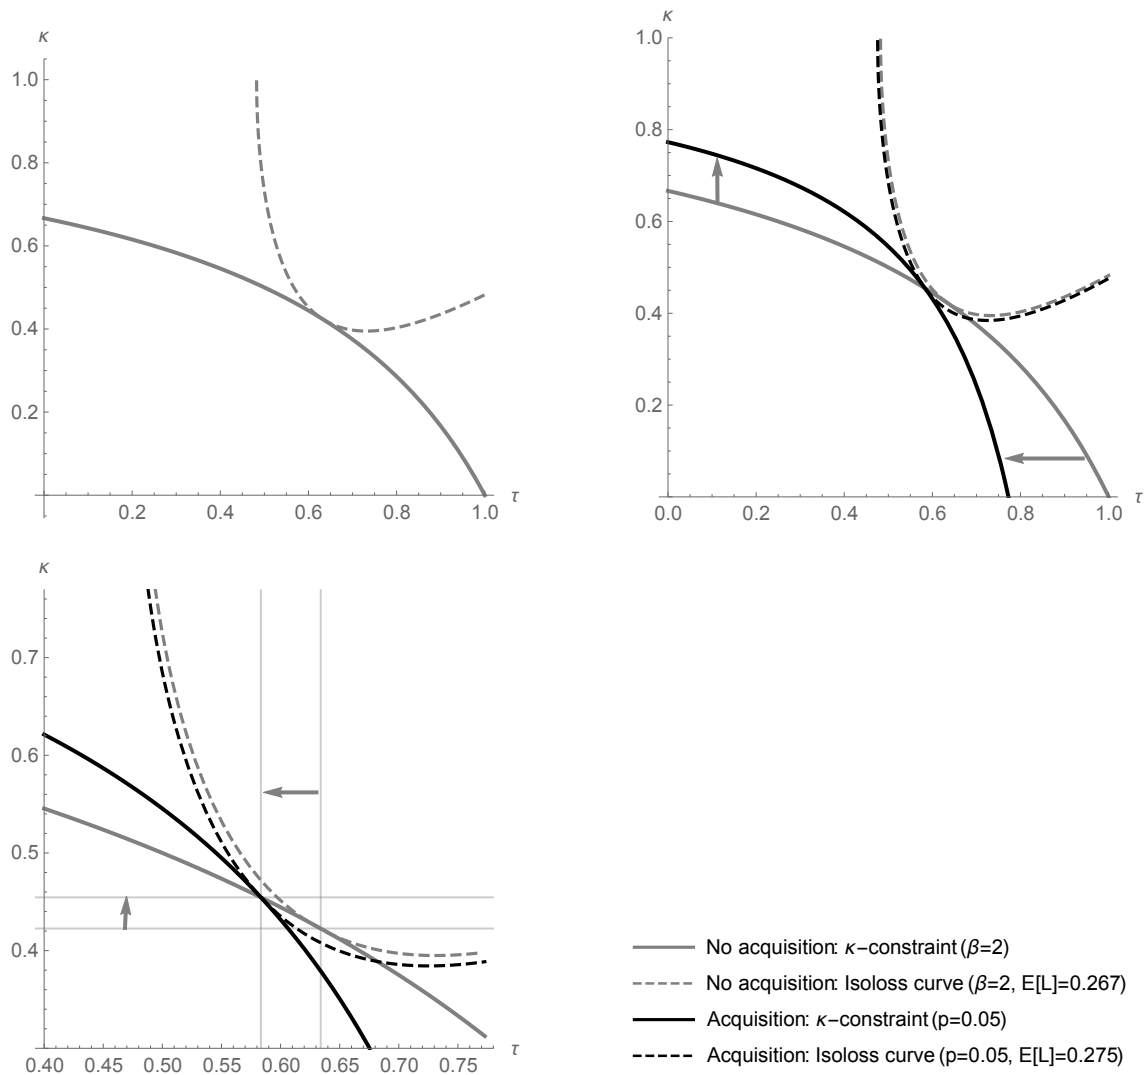 κ
1.0
0.8
0.6
0.4
0.2
0.2 0.4 0.6 0.8 1.0 τ
κ
1.0
0.8
0.6
0.4
0.2
0.0 0.2 0.4 0.6 0.8 1.0 τ
κ
0.7
0.6
0.5
0.4
0.40 0.45 0.50 0.55 0.60 0.65 0.70 0.75 τ
No acquisition: κ−constraint (β=2)
No acquisition: Isoloss curve (β=2, E[L]=0.267)
Acquisition: κ−constraint (p=0.05)
Acquisition: Isoloss curve (p=0.05, E[L]=0.275)